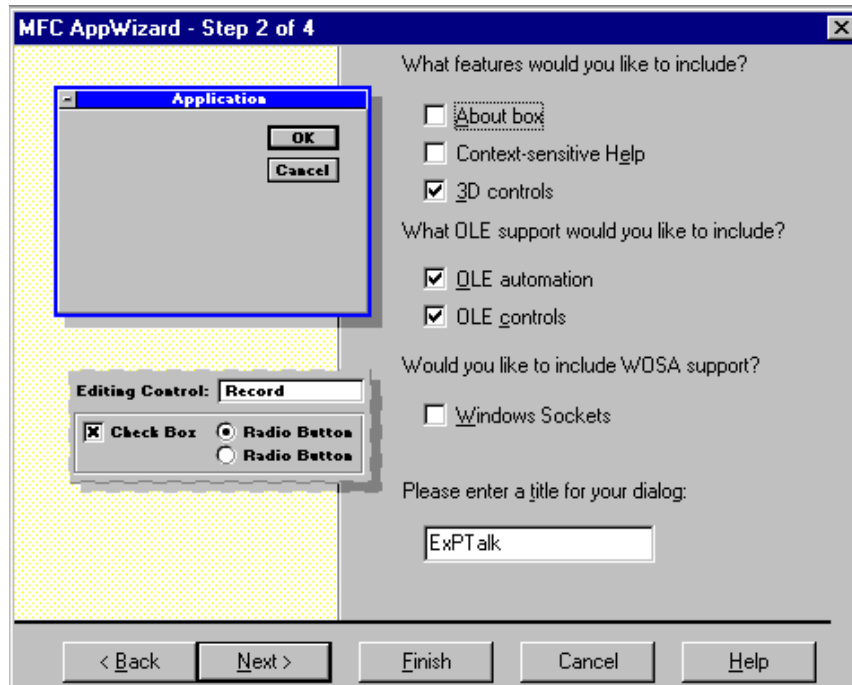 MFC AppWizard - Step 2 of 4
Application
OK
Cancel
Editing Control: Record
Check Box Radio Button
Radio Button
What features would you like to include?
About box
Context-sensitive Help
3D controls
What OLE support would you like to include?
OLE automation
OLE controls
Would you like to include WOSA support?
Windows Sockets
Please enter a title for your dialog:
ExPTalk
< Back Next > Finish Cancel Help